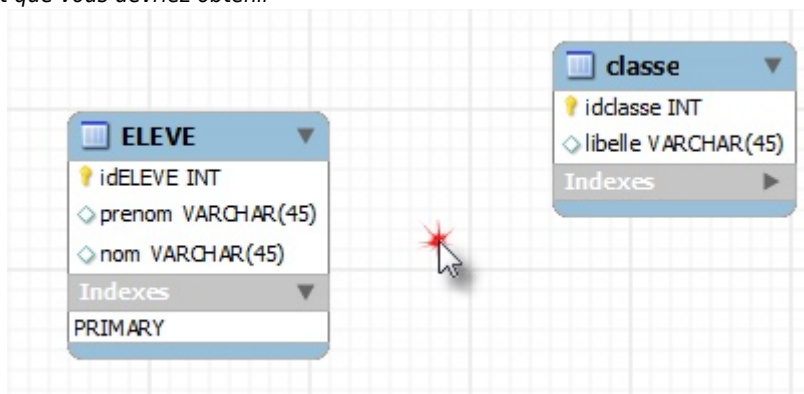 t que vous devriez obtenir
classe
idclasse INT
libelle VARCHAR(45)
Indexes
ELEVE
idELEVE INT
prenom VARCHAR(45)
nom VARCHAR(45)
Indexes
PRIMARY